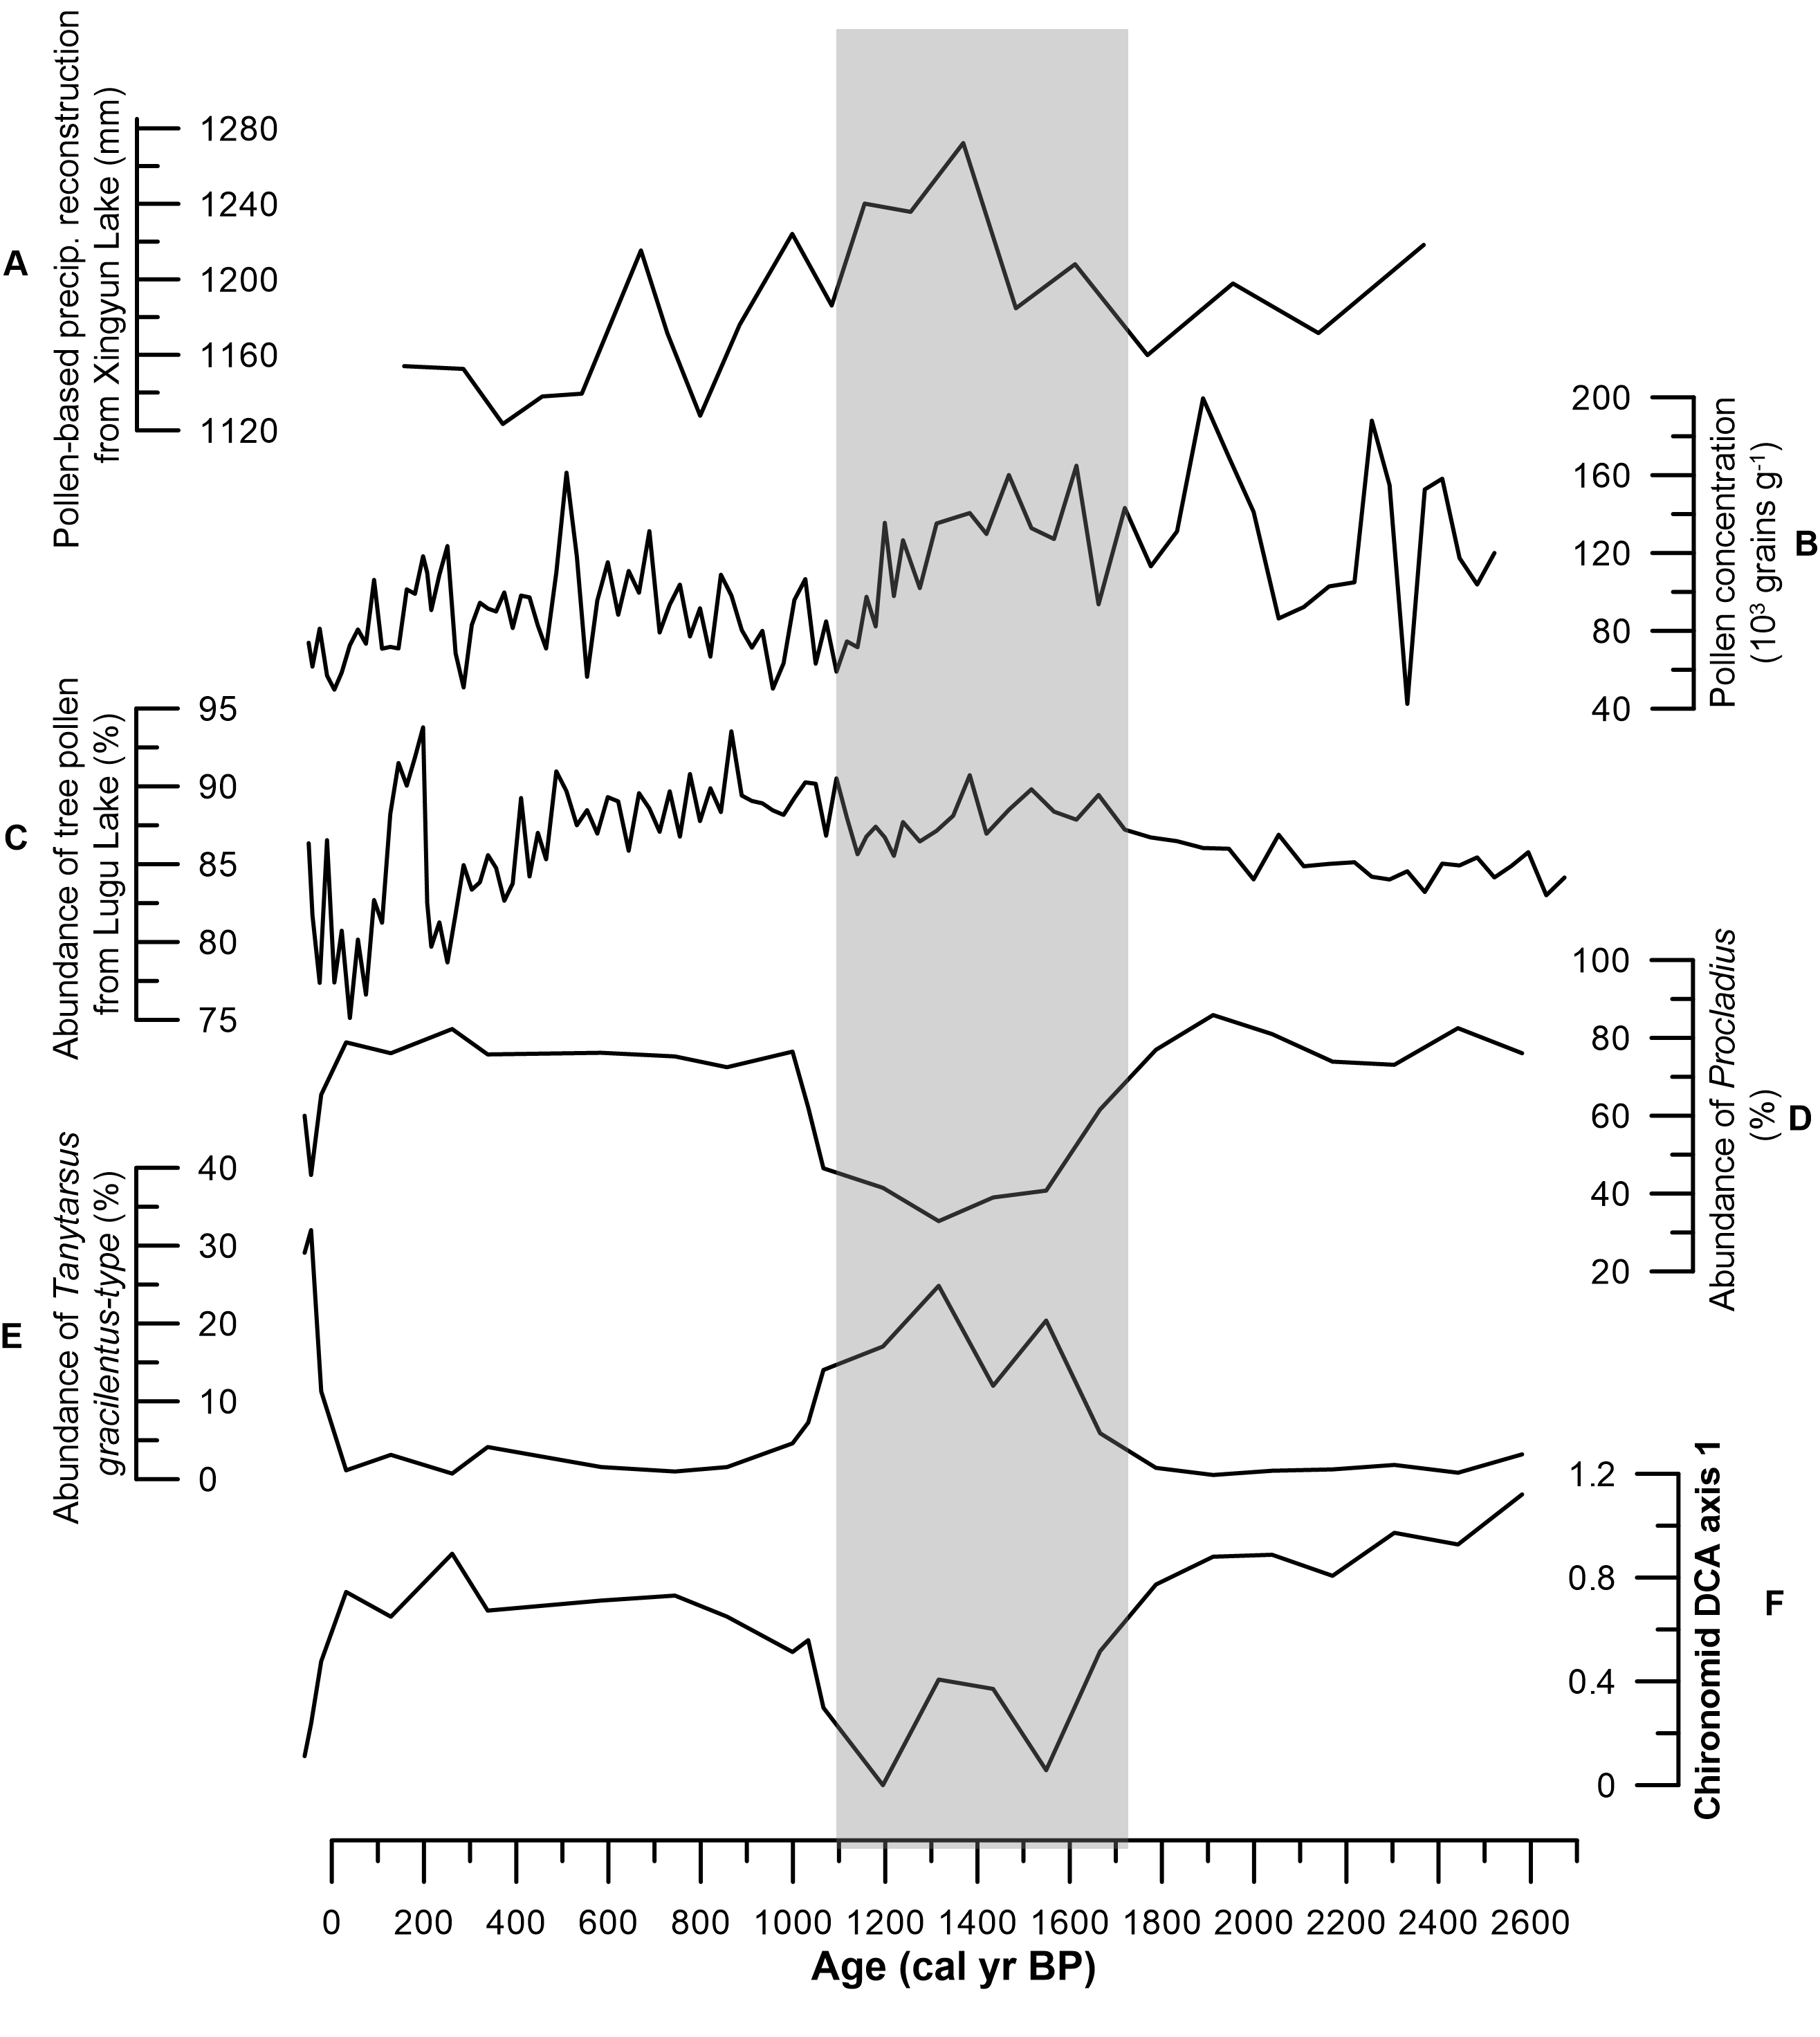 A
Pollen-based precip. reconstruction
from Xingyun Lake (mm)
1280
1240
1200
1160
1120
200
160
120
80
40
Pollen concentration
(10³ grains g⁻¹)
B
C
Abundance of tree pollen
from Lugu Lake (%)
95
90
85
80
75
100
80
60
40
20
Abundance of Procladius
(%)
D
E
Abundance of Tanytarsus
gracilentus-type (%)
40
30
20
10
0
1.2
0.8
0.4
0
Chironomid DCA axis 1
F
0 200 400 600 800 1000 1200 1400 1600 1800 2000 2200 2400 2600
Age (cal yr BP)